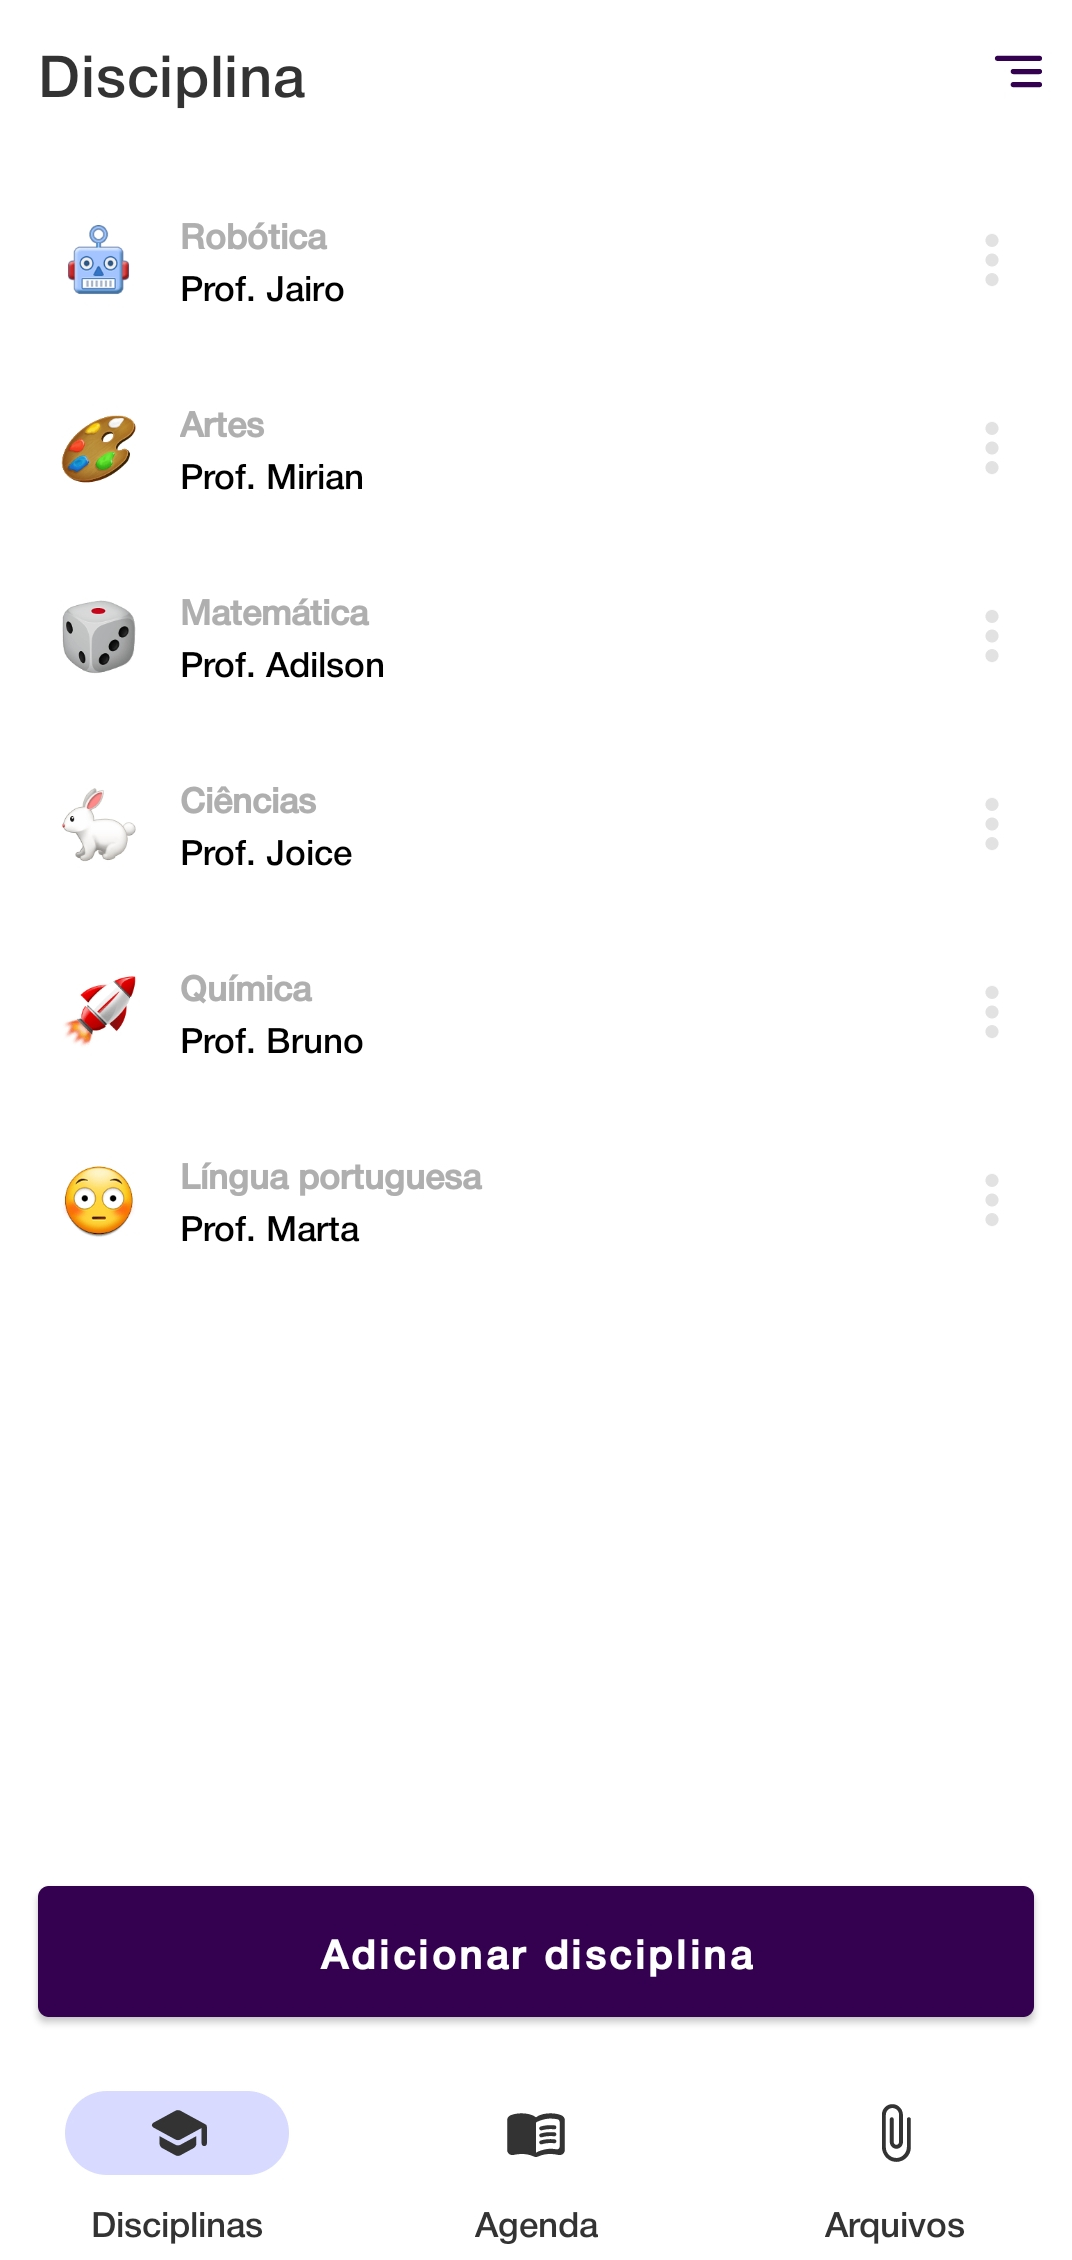 Disciplina
Robótica
Prof. Jairo
Artes
Prof. Mirian
Matemática
Prof. Adilson
Ciências
Prof. Joice
Química
Prof. Bruno
Língua portuguesa
Prof. Marta
Adicionar disciplina
Disciplinas
Agenda
Arquivos